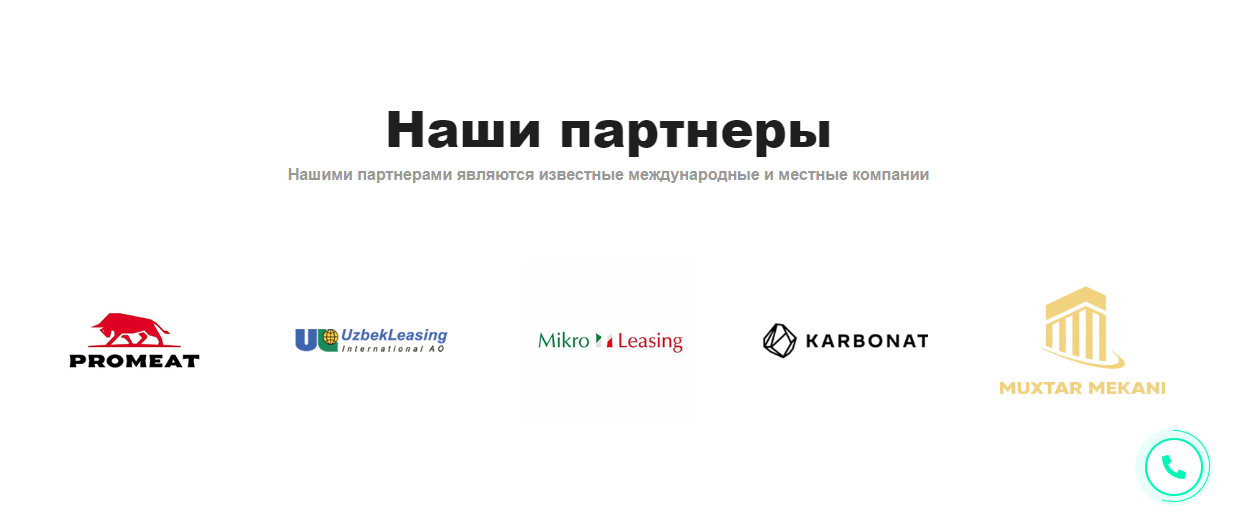 Наши партнеры
Нашими партнерами являются известные международные и местные компании
PROMEAT
UzbekLeasing
International AO
Mikro Leasing
KARBONAT
MUXTAR MEKANI